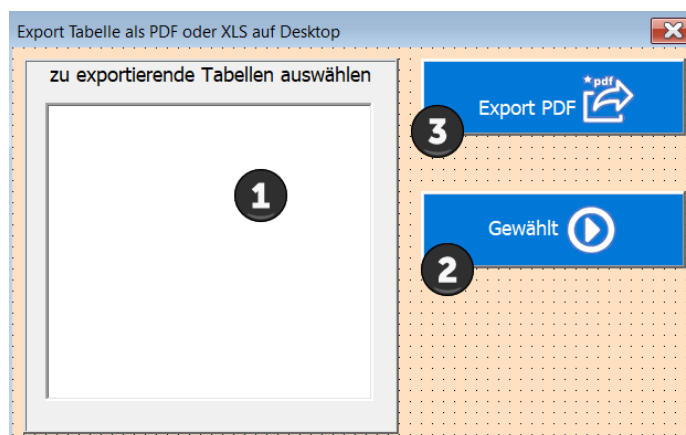 Export Tabelle als PDF oder XLS auf Desktop
zu exportierende Tabellen auswählen
1
*pdf
Export PDF
3
Gewählt
2